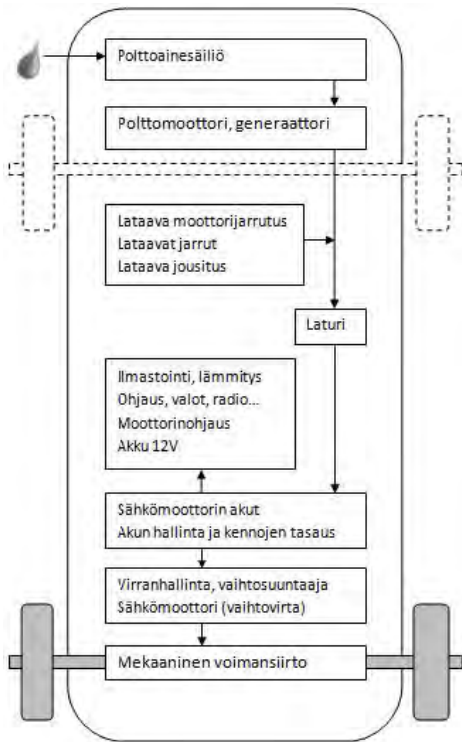 Polttoainesäiliö
Polttomoottori, generaattori
Lataava moottorijarrutus
Lataavat jarrut
Lataava jousitus
Laturi
Ilmastointi, lämmitys
Ohjaus, valot, radio...
Moottorinohjaus
Akku 12V
Sähkömoottorin akut
Akun hallinta ja kennojen tasaus
Virranhallinta, vaihtosuuntaaja
Sähkömoottori (vaihtovirta)
Mekaaninen voimansiirto